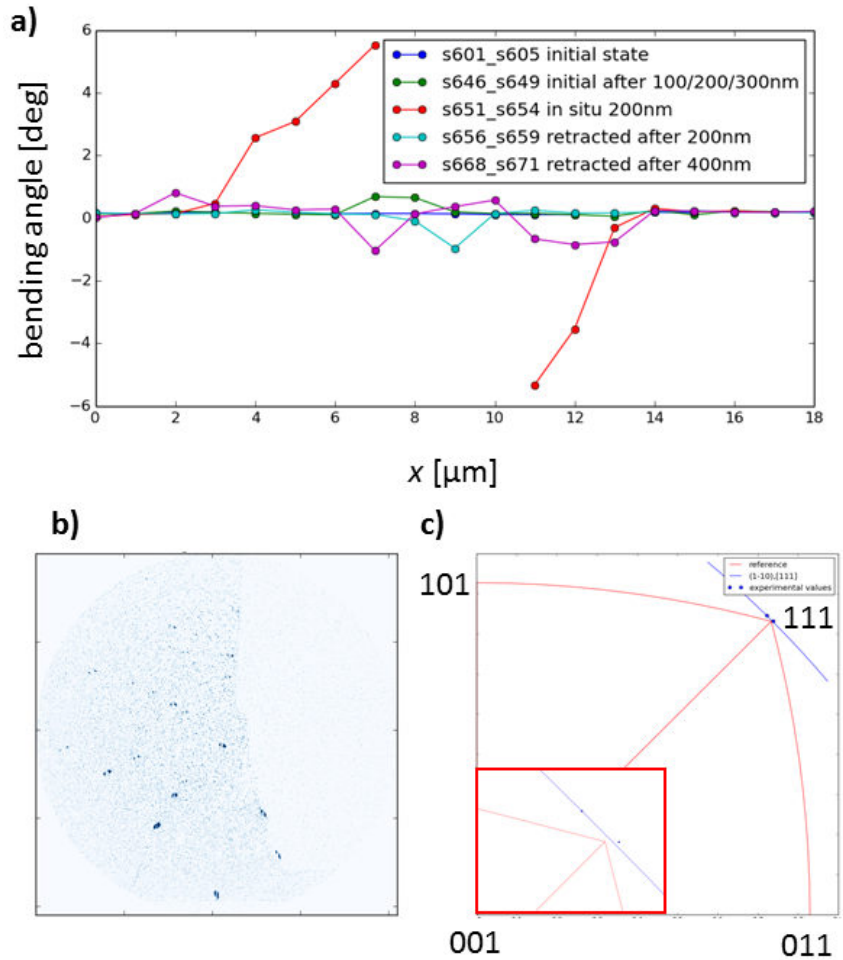 a)
6
4
2
0
−2
−4
−6
bending angle [deg]
s601_s605 initial state
s646_s649 initial after 100/200/300nm
s651_s654 in situ 200nm
s656_s659 retracted after 200nm
s668_s671 retracted after 400nm
0 2 4 6 8 10 12 14 16 18
x [µm]
b)
c)
reference
(1-10),[111]
experimental values
101
111
001
011